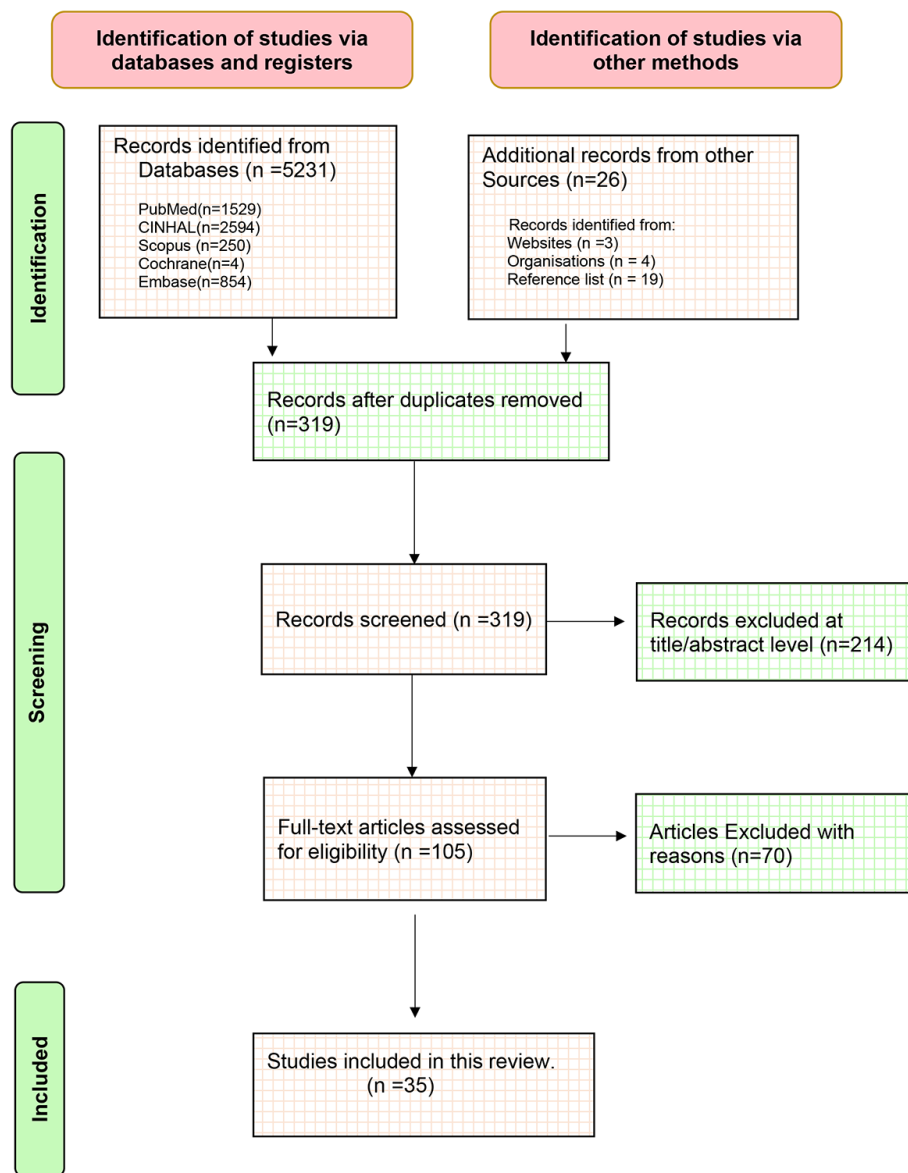 Identification of studies via
databases and registers
Identification of studies via
other methods
Identification
Records identified from
Databases (n =5231)
PubMed(n=1529)
CINHAL(n=2594)
Scopus(n=250)
Cochrane(n=4)
Embase(n=854)
Additional records from other
Sources (n=26)
Records identified from:
Websites (n =3)
Organisations (n = 4)
Reference list (n = 19)
Records after duplicates removed
(n=319)
Screening
Records screened (n =319)
Records excluded at
title/abstract level (n=214)
Full-text articles assessed
for eligibility (n =105)
Articles Excluded with
reasons (n=70)
Included
Studies included in this review.
(n =35)